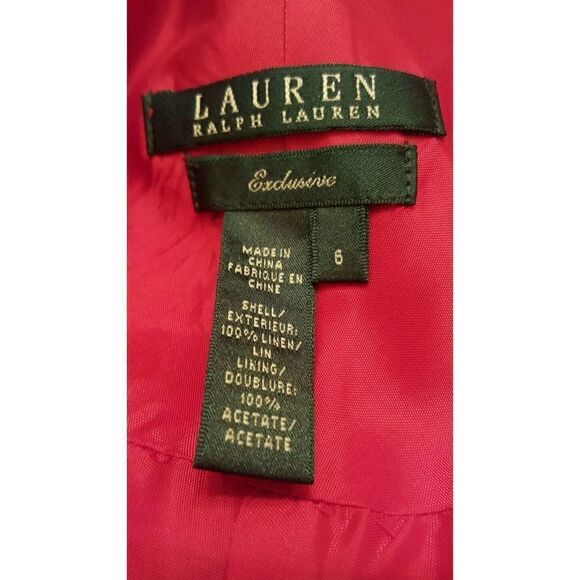 LAUREN
RALPH LAUREN
Exclusive
6
MADE IN
CHINA
FABRIQUE EN
CHINE
SHELL/
EXTERIEUR:
100% LINEN/
LIN
LINING/
DOUBLURE:
100%
ACETATE/
ACETATE